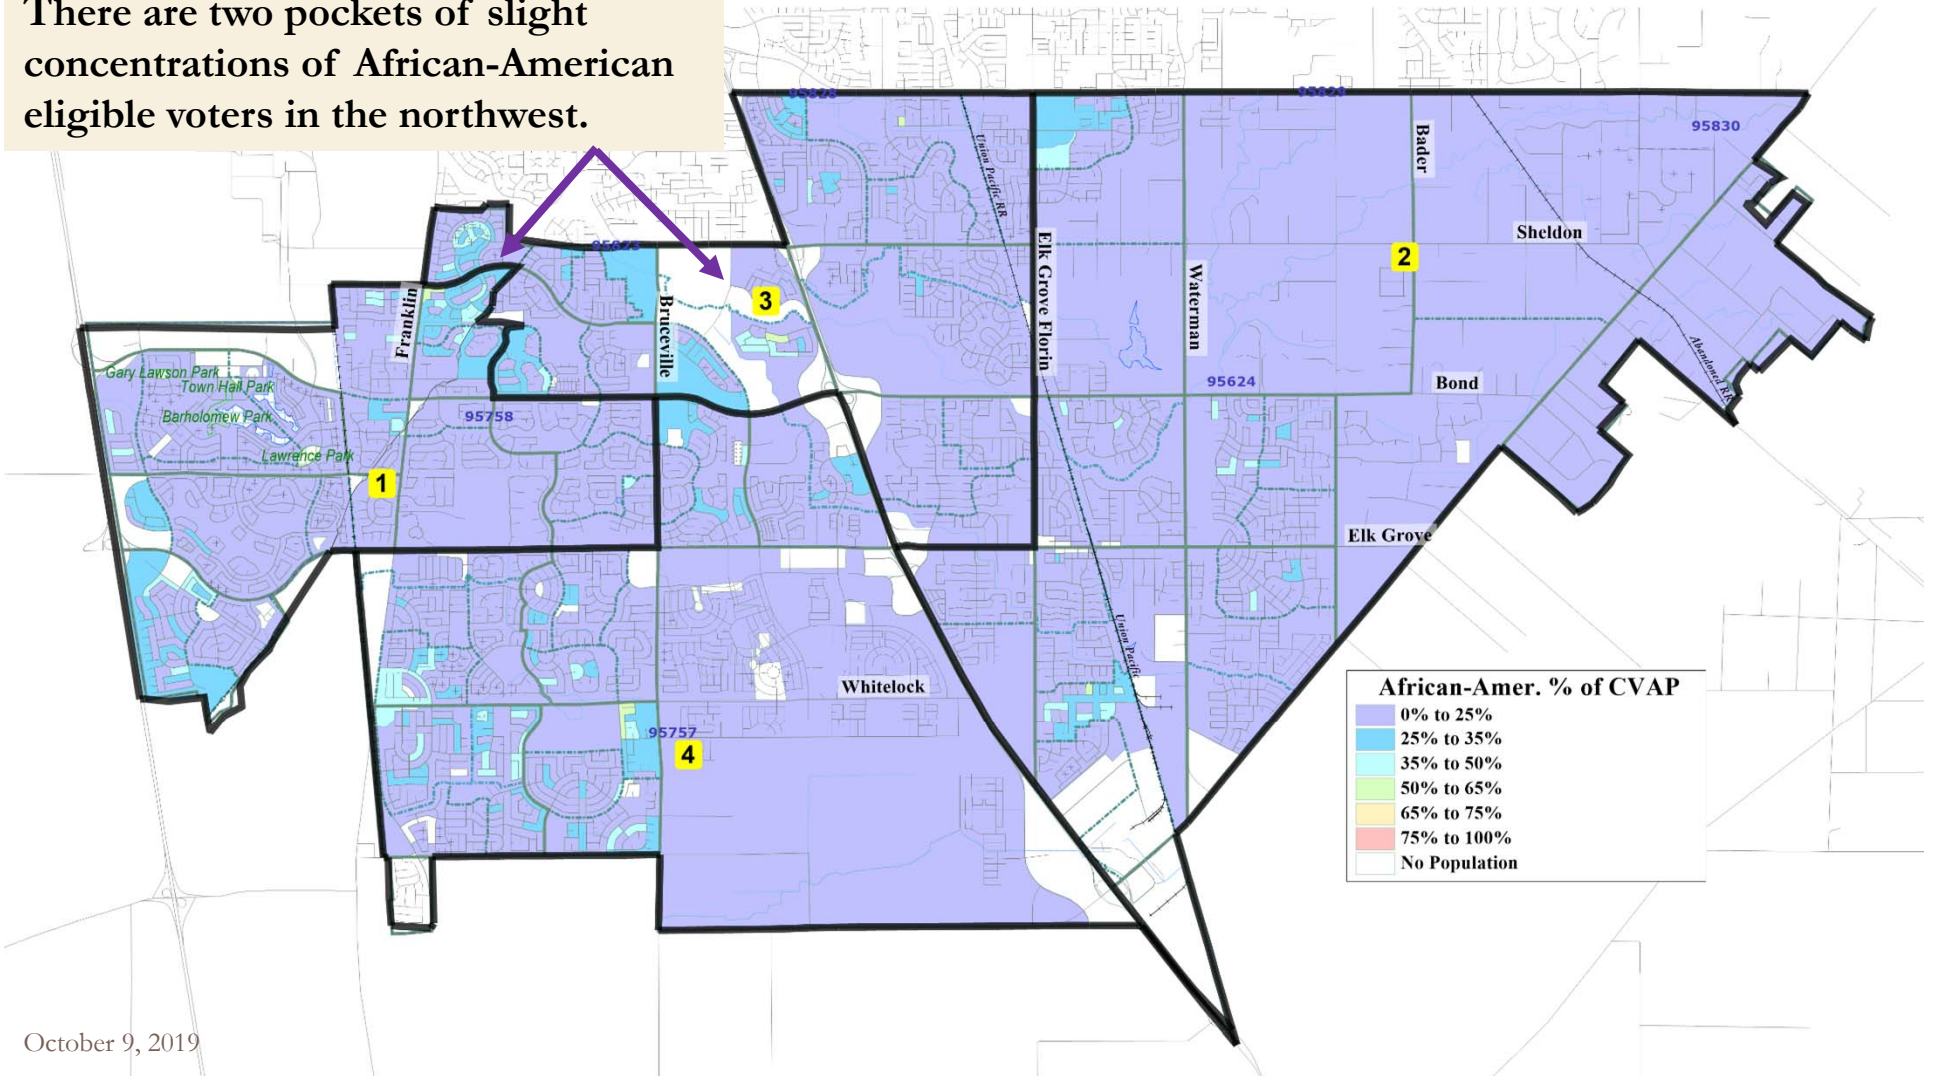 There are two pockets of slight
concentrations of African-American
eligible voters in the northwest.
95828
95829
95830
Bader
Union Pacific RR
Sheldon
2
95823
Elk Grove Florin
Waterman
3
Franklin
Bruceville
Abandoned RR
Gary Lawson Park
Town Hall Park
Barholomew Park
Lawrence Park
95624
Bond
95758
1
Elk Grove
Union Pacific
Whitelock
95757
4
African-Amer. % of CVAP
0% to 25%
25% to 35%
35% to 50%
50% to 65%
65% to 75%
75% to 100%
No Population
October 9, 2019